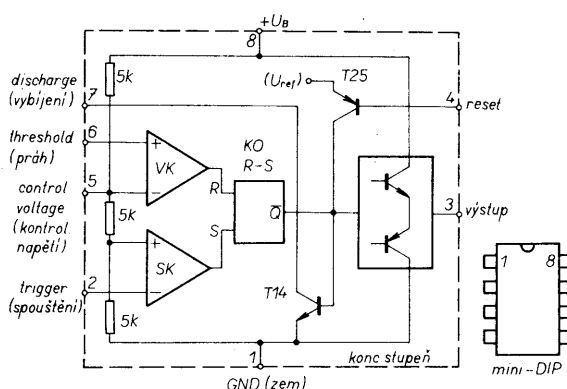 +U_B
8
5k
discharge
(vybíjení)
7
(U_ref)
T25
4
reset
threshold
(práh)
6
+
VK
−
KO
R-S
R
S
Q̅
control
voltage
(kontrol.
napětí)
5
5k
+
SK
−
3
výstup
trigger
(spouštění)
2
5k
T14
1
GND (zem)
konc stupeň
1
8
mini-DIP